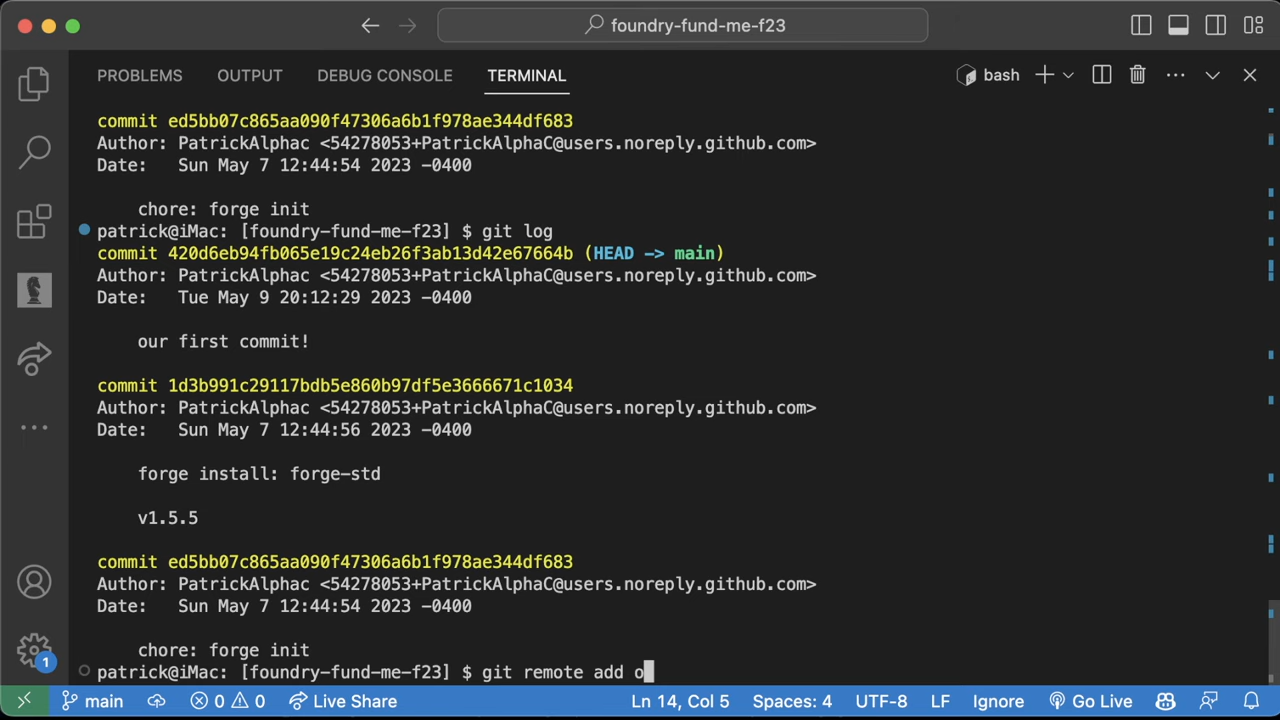 foundry-fund-me-f23
PROBLEMS OUTPUT DEBUG CONSOLE TERMINAL bash
commit ed5bb07c865aa090f47306a6b1f978ae344df683
Author: PatrickAlphac <54278053+PatrickAlphaC@users.noreply.github.com>
Date:   Sun May 7 12:44:54 2023 -0400
chore: forge init
patrick@iMac: [foundry-fund-me-f23] $ git log
commit 420d6eb94fb065e19c24eb26f3ab13d42e67664b (HEAD -> main)
Author: PatrickAlphac <54278053+PatrickAlphaC@users.noreply.github.com>
Date:   Tue May 9 20:12:29 2023 -0400
our first commit!
commit 1d3b991c29117bdb5e860b97df5e3666671c1034
Author: PatrickAlphac <54278053+PatrickAlphaC@users.noreply.github.com>
Date:   Sun May 7 12:44:56 2023 -0400
forge install: forge-std
v1.5.5
commit ed5bb07c865aa090f47306a6b1f978ae344df683
Author: PatrickAlphac <54278053+PatrickAlphaC@users.noreply.github.com>
Date:   Sun May 7 12:44:54 2023 -0400
chore: forge init
patrick@iMac: [foundry-fund-me-f23] $ git remote add o
1
main 0 0 Live Share Ln 14, Col 5 Spaces: 4 UTF-8 LF Ignore Go Live